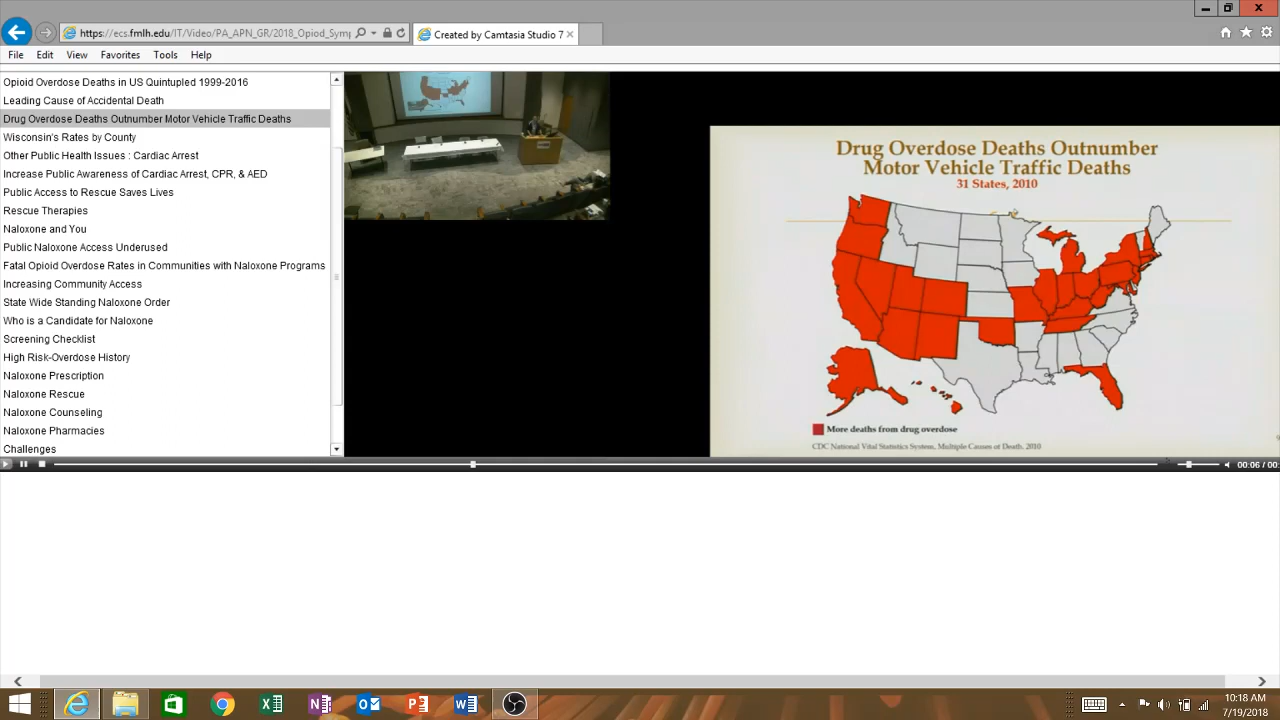 https://ecs.fmlh.edu/IT/Video/PA_APN_GR/2018_Opiod_Symp
Created by Camtasia Studio 7
File Edit View Favorites Tools Help
Opioid Overdose Deaths in US Quintupled 1999-2016
Leading Cause of Accidental Death
Drug Overdose Deaths Outnumber Motor Vehicle Traffic Deaths
Wisconsin's Rates by County
Other Public Health Issues : Cardiac Arrest
Increase Public Awareness of Cardiac Arrest, CPR, & AED
Public Access to Rescue Saves Lives
Rescue Therapies
Naloxone and You
Public Naloxone Access Underused
Fatal Opioid Overdose Rates in Communities with Naloxone Programs
Increasing Community Access
State Wide Standing Naloxone Order
Who is a Candidate for Naloxone
Screening Checklist
High Risk-Overdose History
Naloxone Prescription
Naloxone Rescue
Naloxone Counseling
Naloxone Pharmacies
Challenges
Drug Overdose Deaths Outnumber
Motor Vehicle Traffic Deaths
31 States, 2010
More deaths from drug overdose
CDC National Vital Statistics System, Multiple Causes of Death, 2010
00:06 / 00:
10:18 AM
7/19/2018